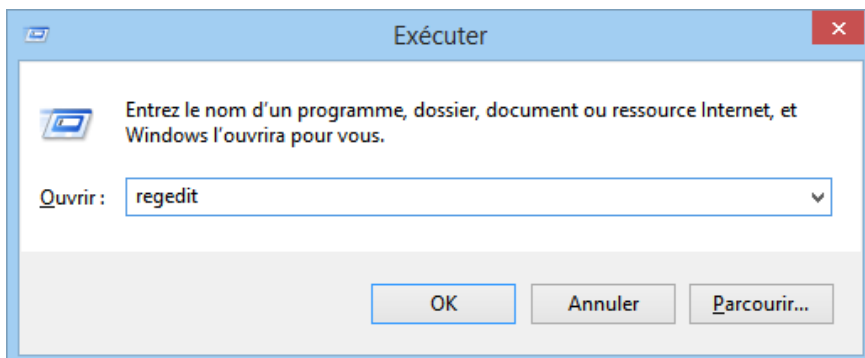 Exécuter
Entrez le nom d'un programme, dossier, document ou ressource Internet, et
Windows l'ouvrira pour vous.
Ouvrir : regedit
OK Annuler Parcourir...